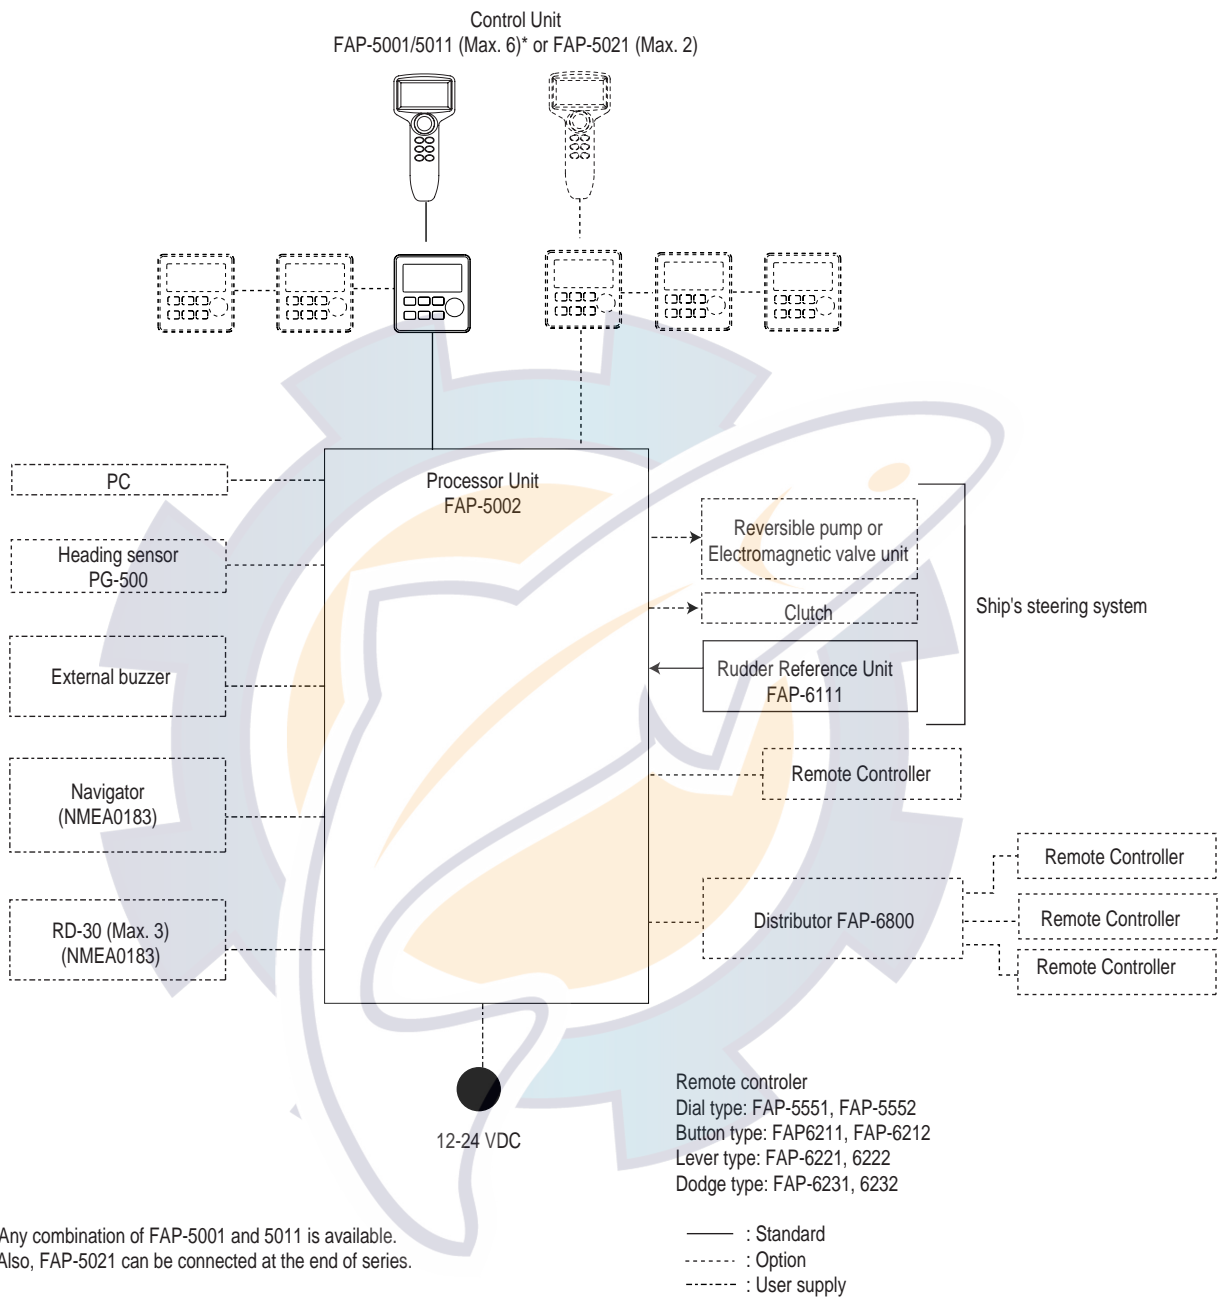 Control Unit
FAP-5001/5011 (Max. 6)* or FAP-5021 (Max. 2)
PC
Processor Unit
FAP-5002
Heading sensor
PG-500
Reversible pump or
Electromagnetic valve unit
Clutch
Ship's steering system
External buzzer
Rudder Reference Unit
FAP-6111
Navigator
(NMEA0183)
Remote Controller
Remote Controller
RD-30 (Max. 3)
(NMEA0183)
Distributor FAP-6800
Remote Controller
Remote Controller
12-24 VDC
Remote controler
Dial type: FAP-5551, FAP-5552
Button type: FAP6211, FAP-6212
Lever type: FAP-6221, 6222
Dodge type: FAP-6231, 6232
Any combination of FAP-5001 and 5011 is available.
Also, FAP-5021 can be connected at the end of series.
: Standard
: Option
: User supply